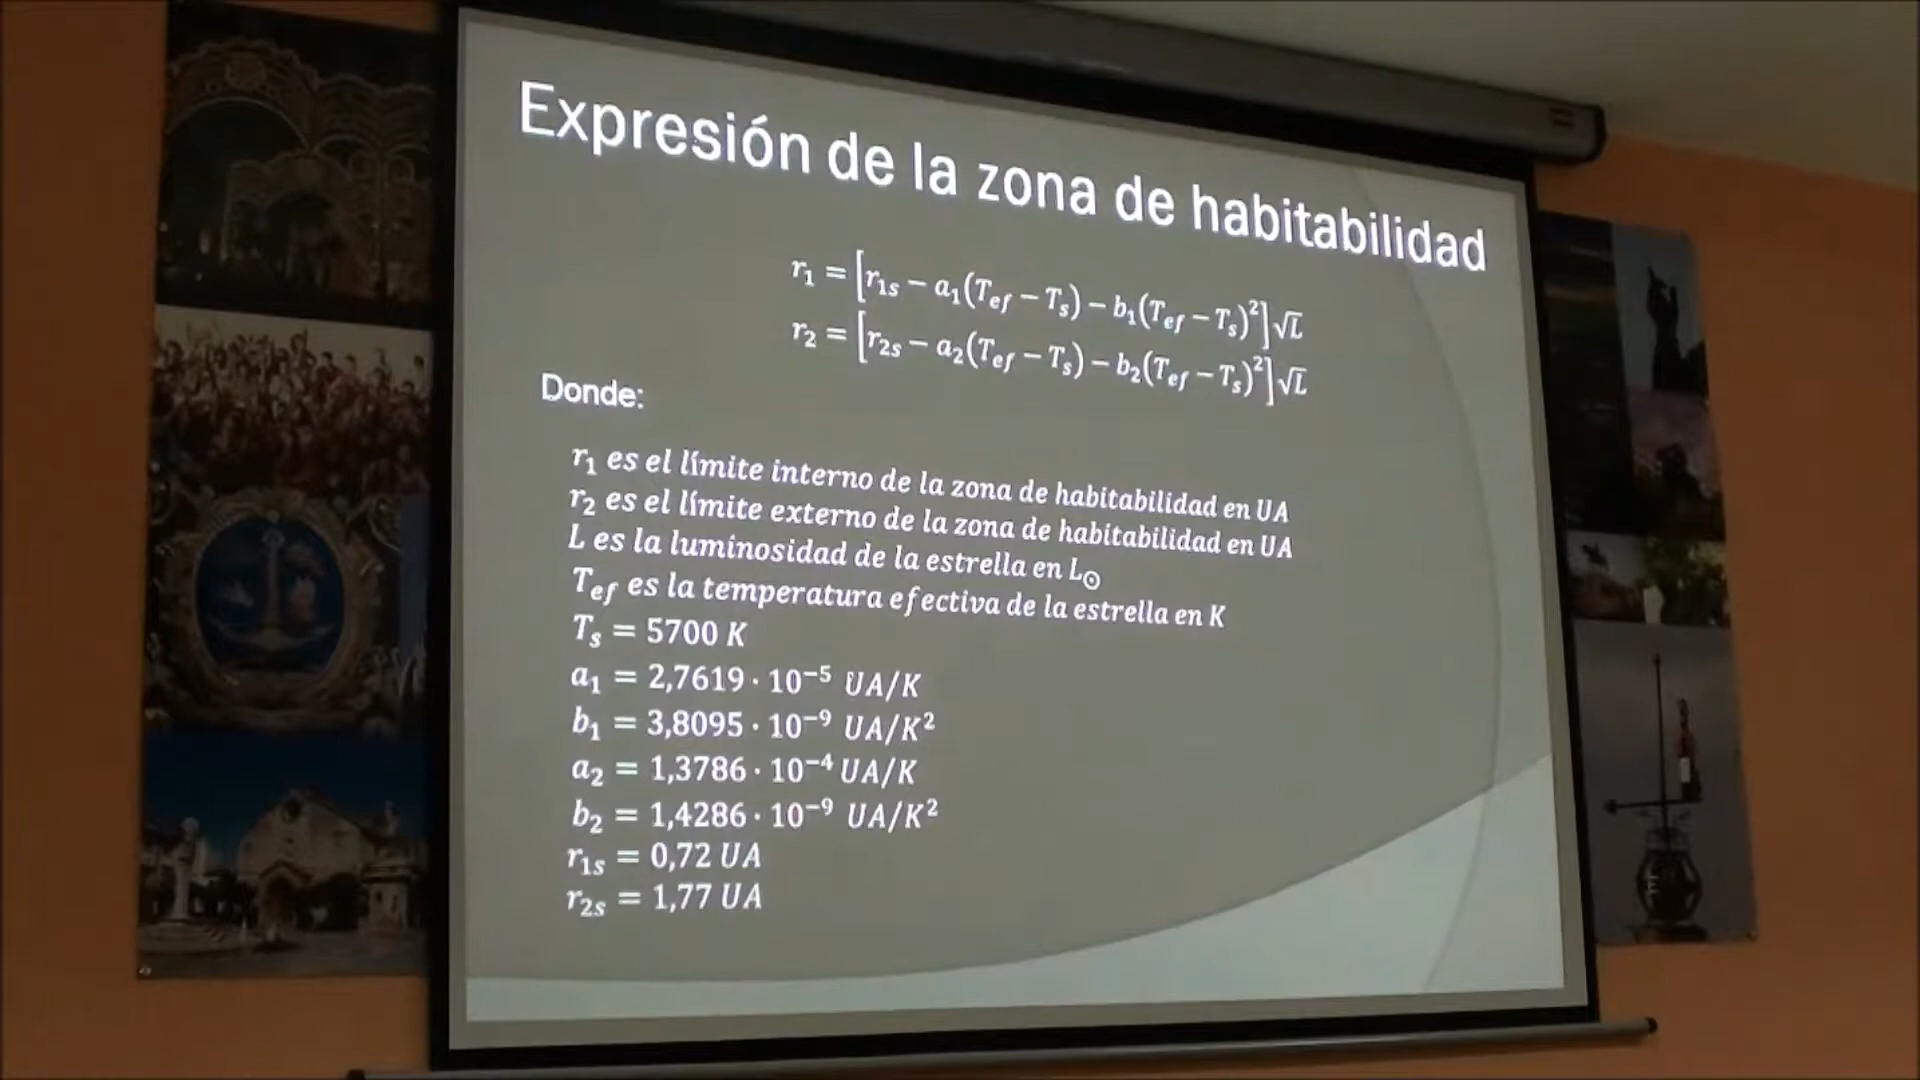 Expresión de la zona de habitabilidad
r₁ = [r₁ₛ − a₁(T_ef − Tₛ) − b₁(T_ef − Tₛ)²]√L
r₂ = [r₂ₛ − a₂(T_ef − Tₛ) − b₂(T_ef − Tₛ)²]√L
Donde:
r₁ es el límite interno de la zona de habitabilidad en UA
r₂ es el límite externo de la zona de habitabilidad en UA
L es la luminosidad de la estrella en L⊙
T_ef es la temperatura efectiva de la estrella en K
Tₛ = 5700 K
a₁ = 2,7619 · 10⁻⁵ UA/K
b₁ = 3,8095 · 10⁻⁹ UA/K²
a₂ = 1,3786 · 10⁻⁴ UA/K
b₂ = 1,4286 · 10⁻⁹ UA/K²
r₁ₛ = 0,72 UA
r₂ₛ = 1,77 UA